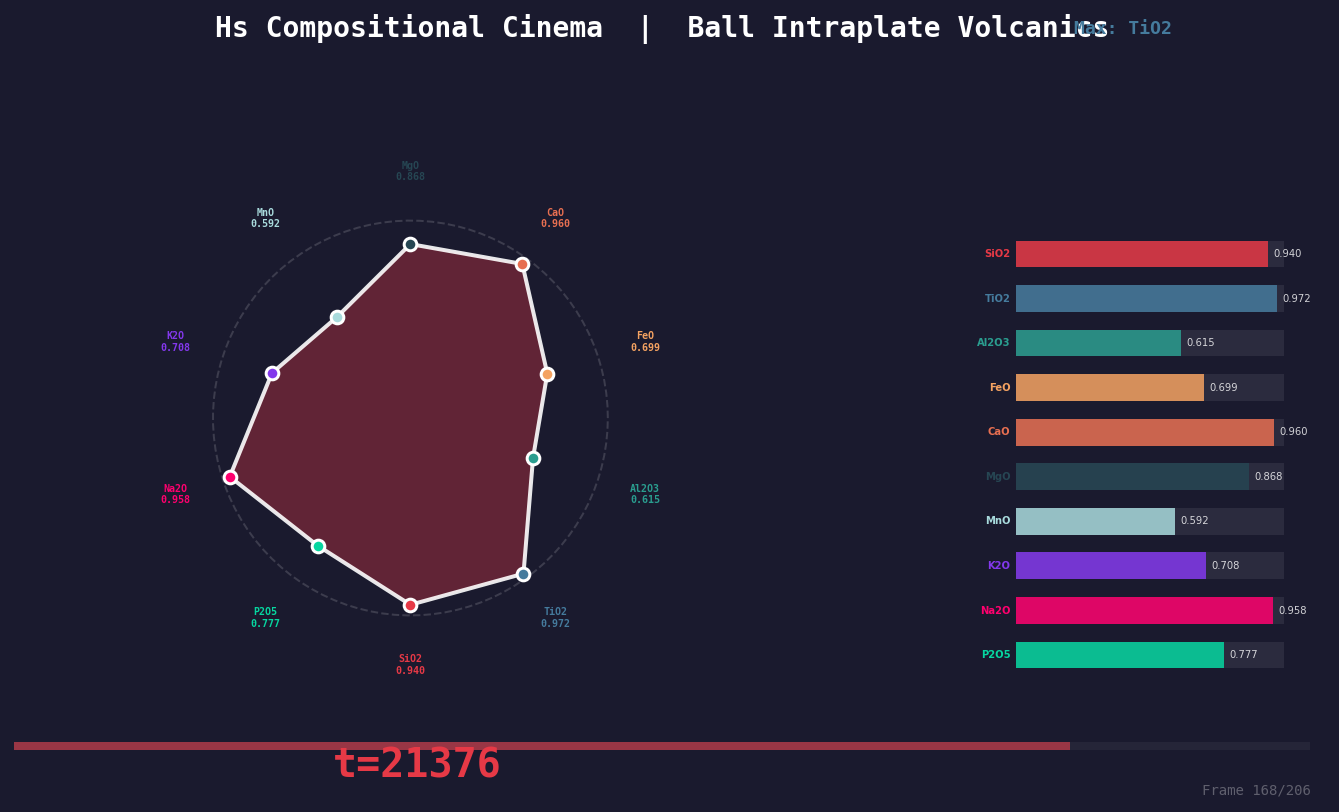 Hs Compositional Cinema | Ball Intraplate Volcanics
Max: TiO2
MgO
0.868
MnO
0.592
CaO
0.960
K2O
0.708
FeO
0.699
Na2O
0.958
Al2O3
0.615
P2O5
0.777
TiO2
0.972
SiO2
0.940
SiO2 0.940
TiO2 0.972
Al2O3 0.615
FeO 0.699
CaO 0.960
MgO 0.868
MnO 0.592
K2O 0.708
Na2O 0.958
P2O5 0.777
t=21376
Frame 168/206